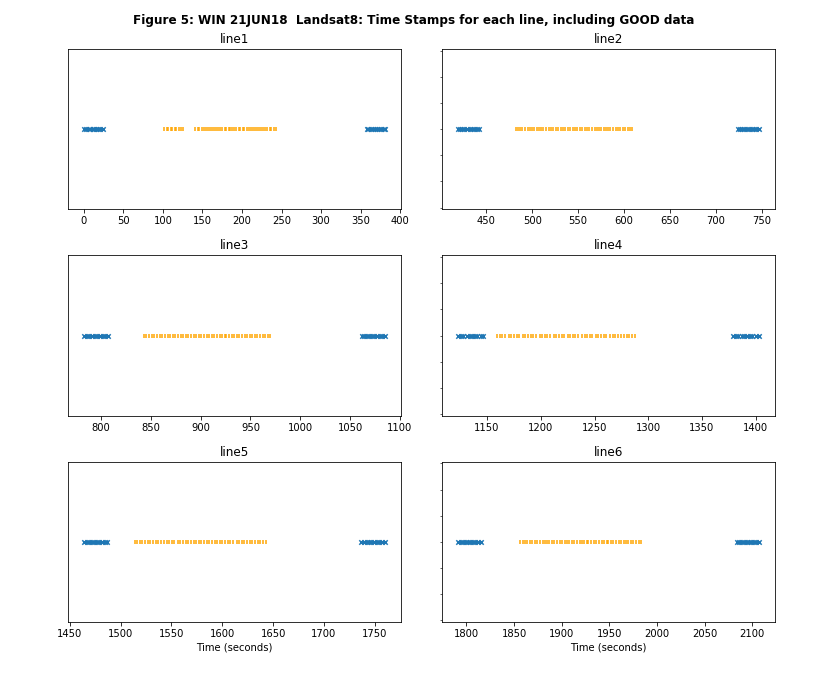 Figure 5: WIN 21JUN18  Landsat8: Time Stamps for each line, including GOOD data
line1
line2
0 50 100 150 200 250 300 350 400
450 500 550 600 650 700 750
line3
line4
800 850 900 950 1000 1050 1100
1150 1200 1250 1300 1350 1400
line5
line6
1450 1500 1550 1600 1650 1700 1750
1800 1850 1900 1950 2000 2050 2100
Time (seconds)
Time (seconds)